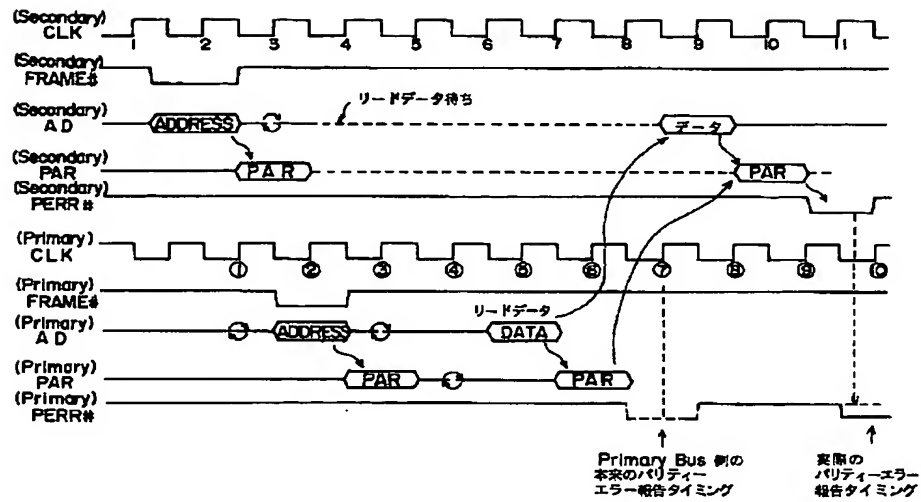 (Secondary)
CLK
1 2 3 4 5 6 7 8 9 10 11
(Secondary)
FRAME#
リードデータ待ち
(Secondary)
AD
ADDRESS
データ
(Secondary)
PAR
PAR
PAR
(Secondary)
PERR#
(Primary)
CLK
① ② ③ ④ ⑤ ⑥ ⑦ ⑧ ⑨ ⑩
(Primary)
FRAME#
リードデータ
(Primary)
AD
ADDRESS
DATA
(Primary)
PAR
PAR
PAR
(Primary)
PERR#
Primary Bus 側の
本来のパリティー
エラー報告タイミング
実際の
パリティーエラー
報告タイミング